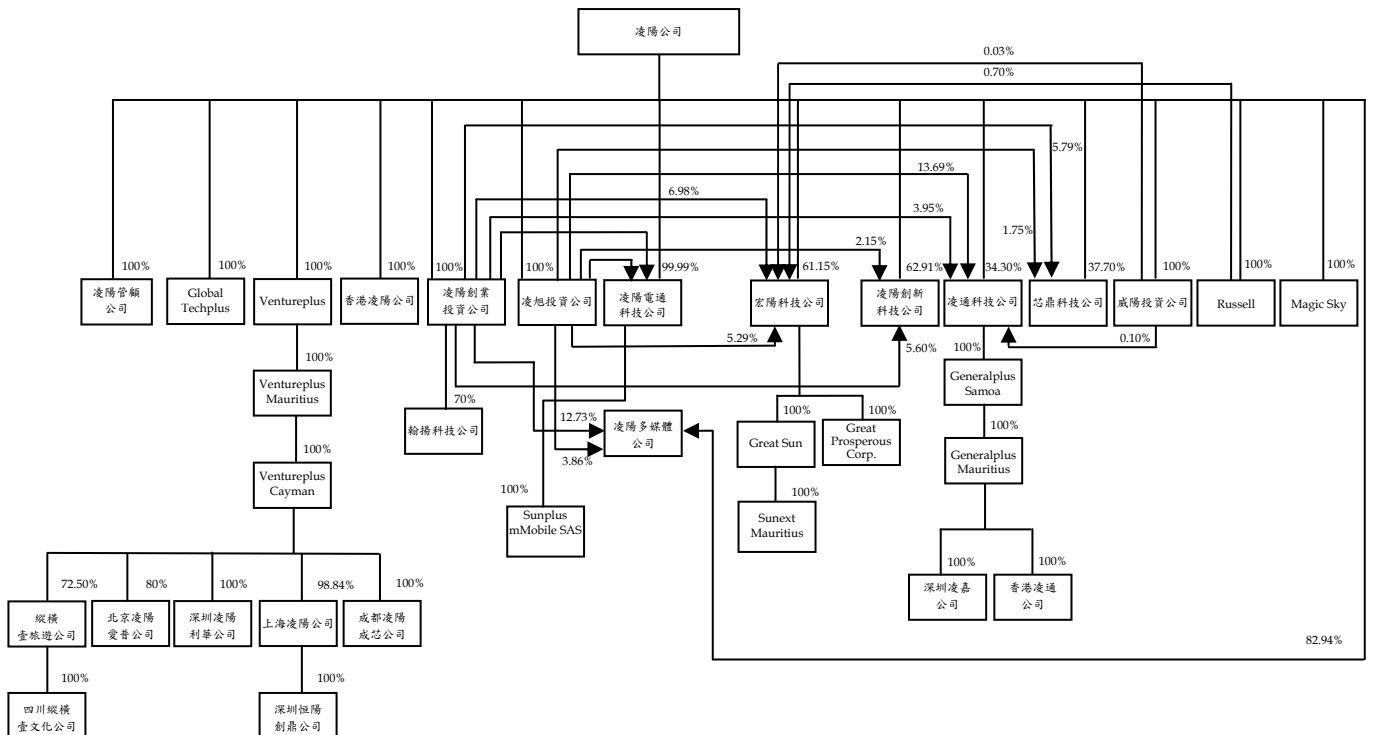 凌陽公司
0.03%
0.70%
5.79%
13.69%
6.98%
3.95%
1.75%
2.15%
100%
100%
100%
100%
100%
100%
99.99%
61.15%
62.91%
34.30%
37.70%
100%
100%
100%
凌陽管顧
公司
Global
Techplus
Ventureplus
香港凌陽公司
凌陽創業
投資公司
凌旭投資公司
凌陽電通
科技公司
宏陽科技公司
凌陽創新
科技公司
凌通科技公司
芯鼎科技公司
威陽投資公司
Russell
Magic Sky
5.29%
5.60%
100%
0.10%
100%
Ventureplus
Mauritius
Generalplus
Samoa
70%
12.73%
100%
100%
100%
翰揚科技公司
凌陽多媒體
公司
Great Sun
Great
Prosperous
Corp.
Generalplus
Mauritius
100%
3.86%
Ventureplus
Cayman
100%
100%
Sunplus
mMobile SAS
Sunext
Mauritius
72.50%
80%
100%
98.84%
100%
100%
100%
縱橫
壹旅遊公司
北京凌陽
愛普公司
深圳凌陽
利華公司
上海凌陽公司
成都凌陽
成芯公司
深圳凌嘉
公司
香港凌通
公司
82.94%
100%
100%
四川縱橫
壹文化公司
深圳恒陽
創鼎公司